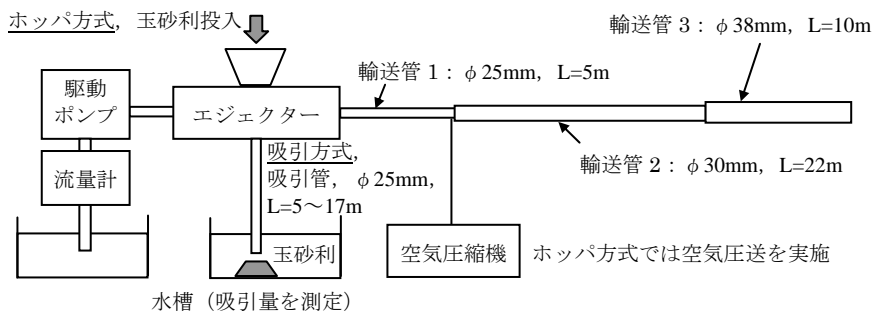 ホッパ方式，玉砂利投入
輸送管 3：φ38mm，L=10m
輸送管 1：φ25mm，L=5m
駆動
ポンプ
エジェクター
流量計
吸引方式，
吸引管，φ25mm，
L=5～17m
輸送管 2：φ30mm，L=22m
玉砂利
空気圧縮機
ホッパ方式では空気圧送を実施
水槽（吸引量を測定）